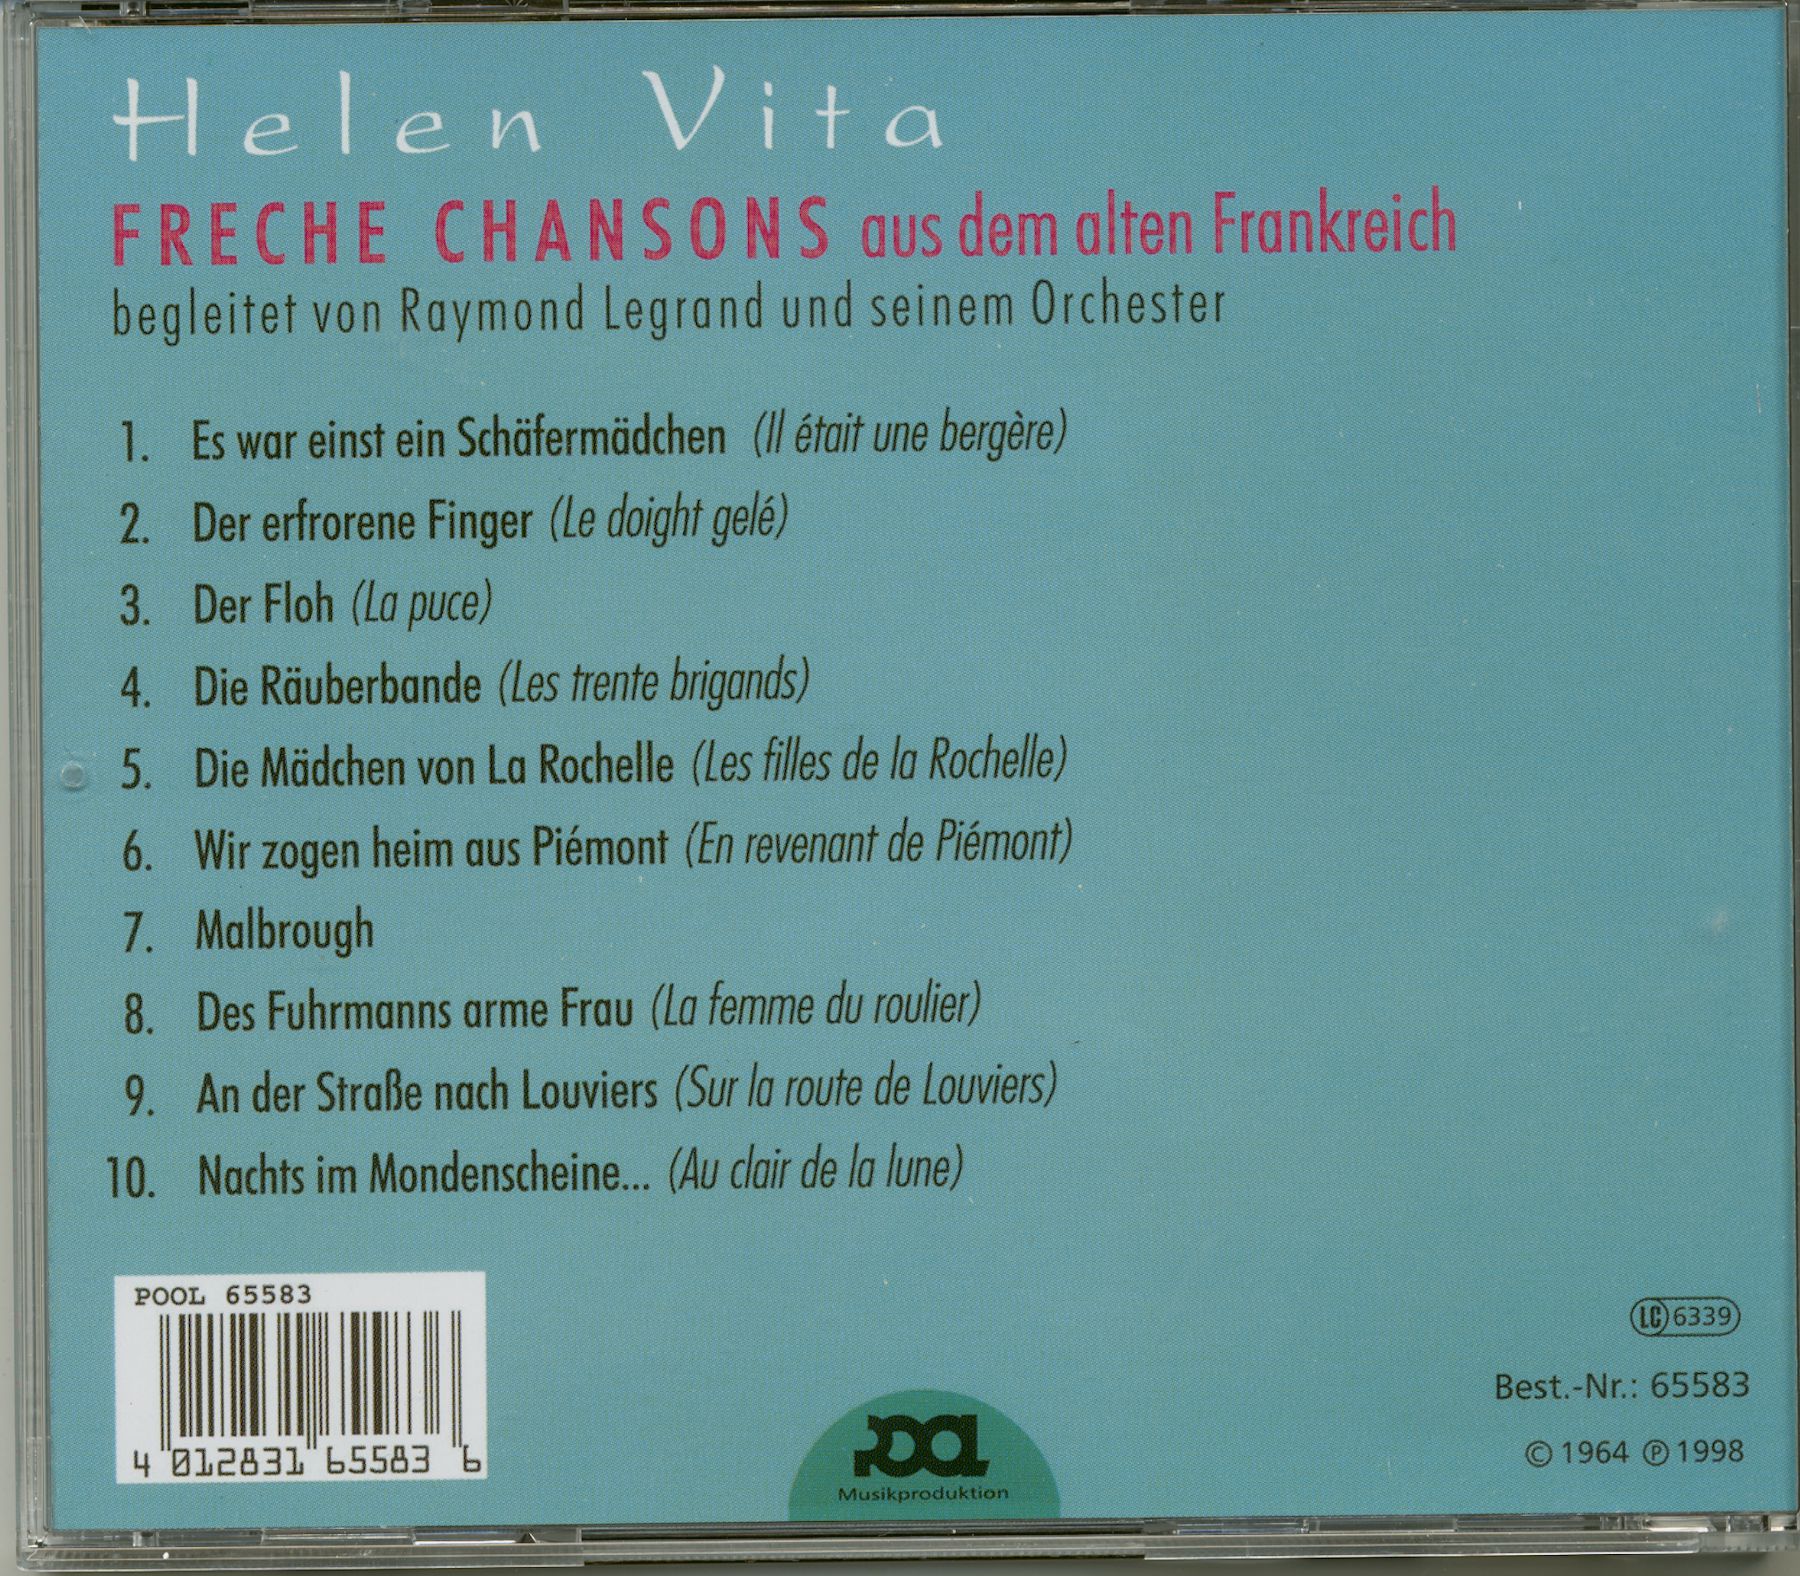 Helen Vita
FRECHE CHANSONS aus dem alten Frankreich
begleitet von Raymond Legrand und seinem Orchester
1. Es war einst ein Schäfermädchen (Il était une bergère)
2. Der erfrorene Finger (Le doight gelé)
3. Der Floh (La puce)
4. Die Räuberbande (Les trente brigands)
5. Die Mädchen von La Rochelle (Les filles de la Rochelle)
6. Wir zogen heim aus Piémont (En revenant de Piémont)
7. Malbrough
8. Des Fuhrmanns arme Frau (La femme du roulier)
9. An der Straße nach Louviers (Sur la route de Louviers)
10. Nachts im Mondenscheine... (Au clair de la lune)
POOL 65583
4 012831 65583 6
POOL
Musikproduktion
LC 6339
Best.-Nr.: 65583
© 1964 ℗ 1998